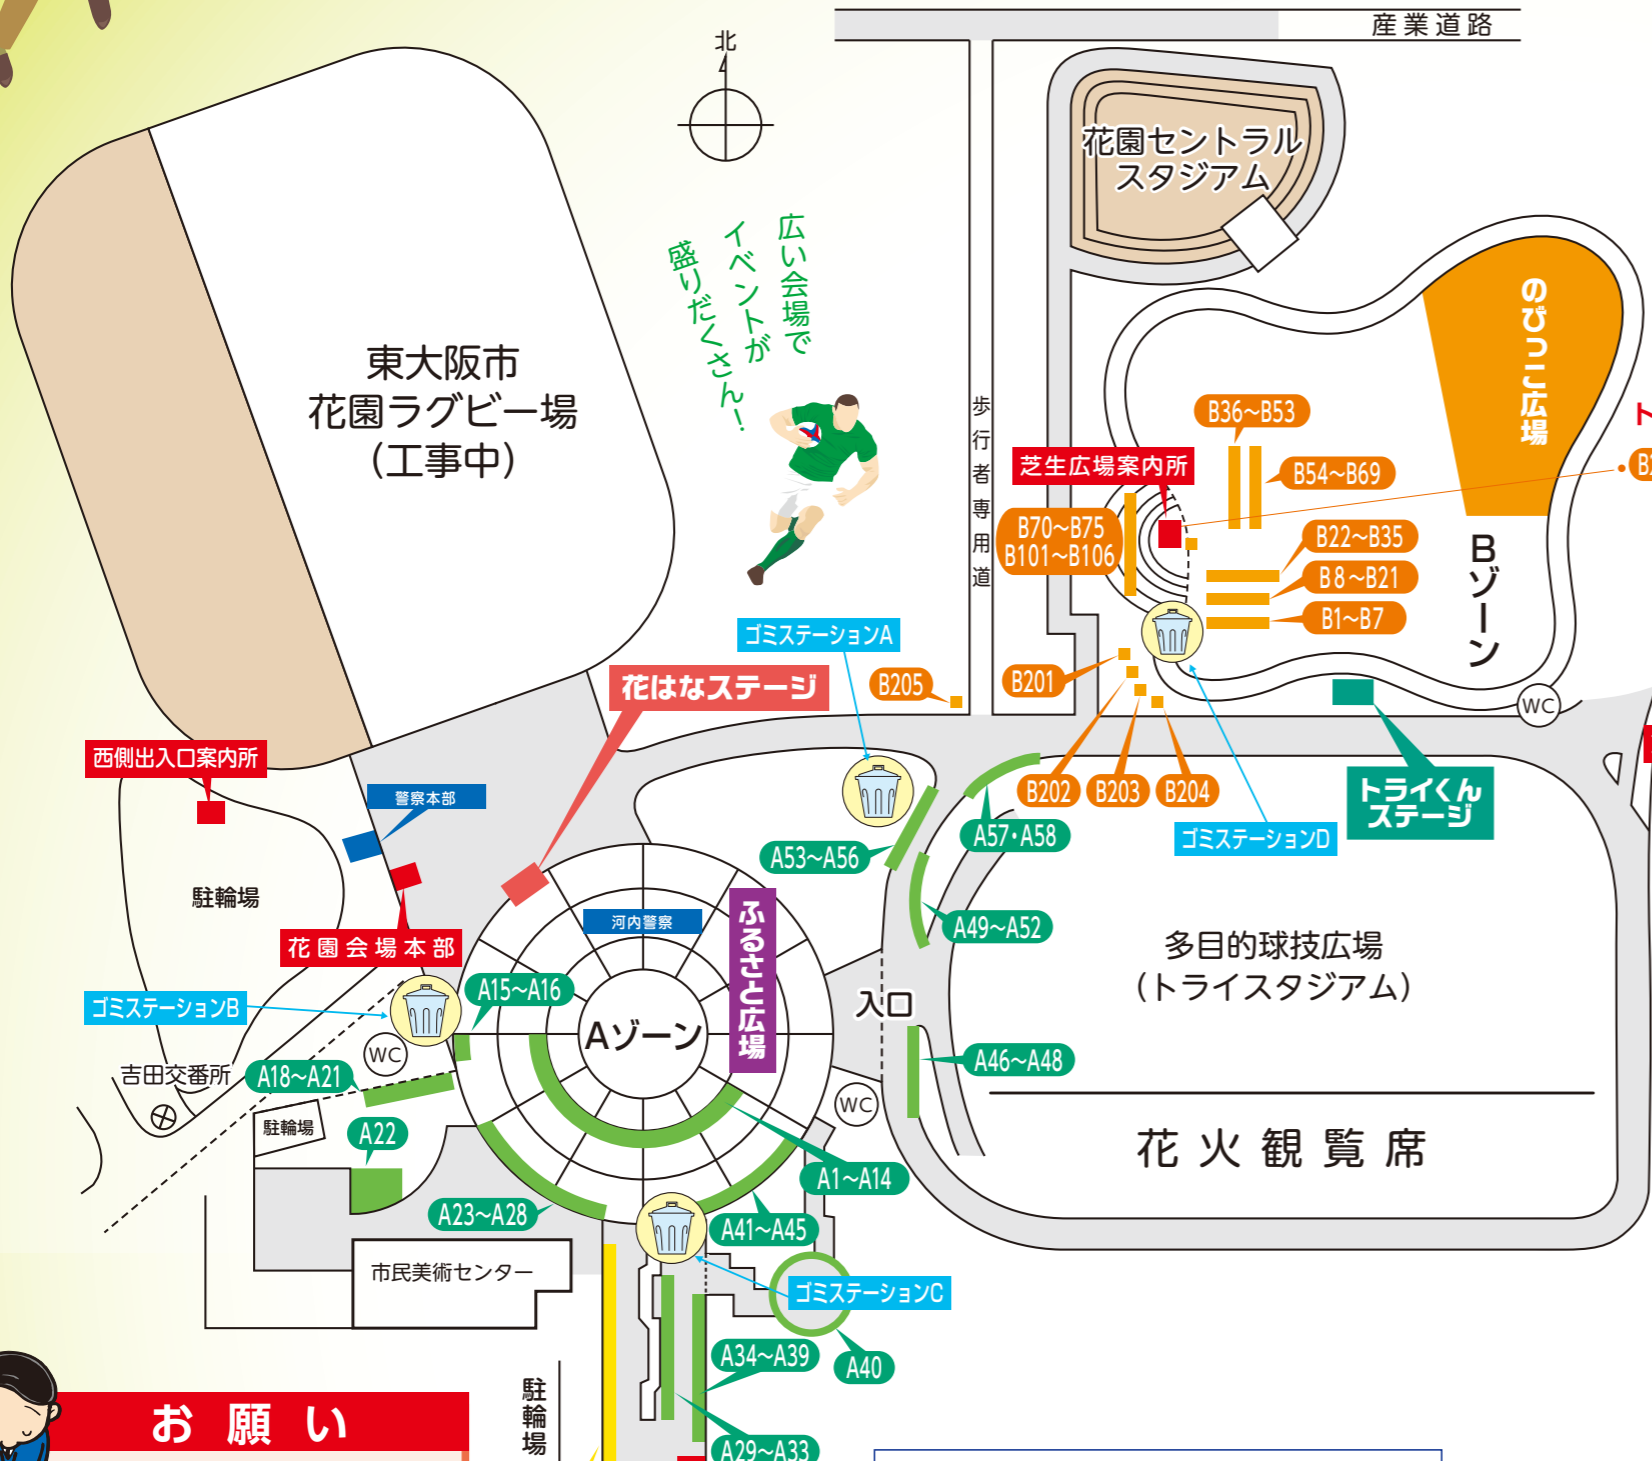 産業道路
北
花園セントラル
スタジアム
広い会場で
イベントが
盛りだくさん！
のびっこ広場
東大阪市
花園ラグビー場
（工事中）
歩行者専用道
B36〜B53
芝生広場案内所
B54〜B69
B70〜B75
B101〜B106
B22〜B35
B8〜B21
B1〜B7
Bゾーン
ゴミステーションA
花はなステージ
B205
B201
WC
西側出入口案内所
警察本部
B202
B203
B204
トライくん
ステージ
ゴミステーションD
A57・A58
A53〜A56
駐輪場
河内警察
ふるさと広場
A49〜A52
多目的球技広場
（トライスタジアム）
花園会場本部
A15〜A16
ゴミステーションB
入口
Aゾーン
WC
吉田交番所
A18〜A21
A46〜A48
WC
駐輪場
A22
花火観覧席
A1〜A14
A23〜A28
A41〜A45
市民美術センター
ゴミステーションC
A34〜A39
A40
駐輪場
お願い
A29〜A33